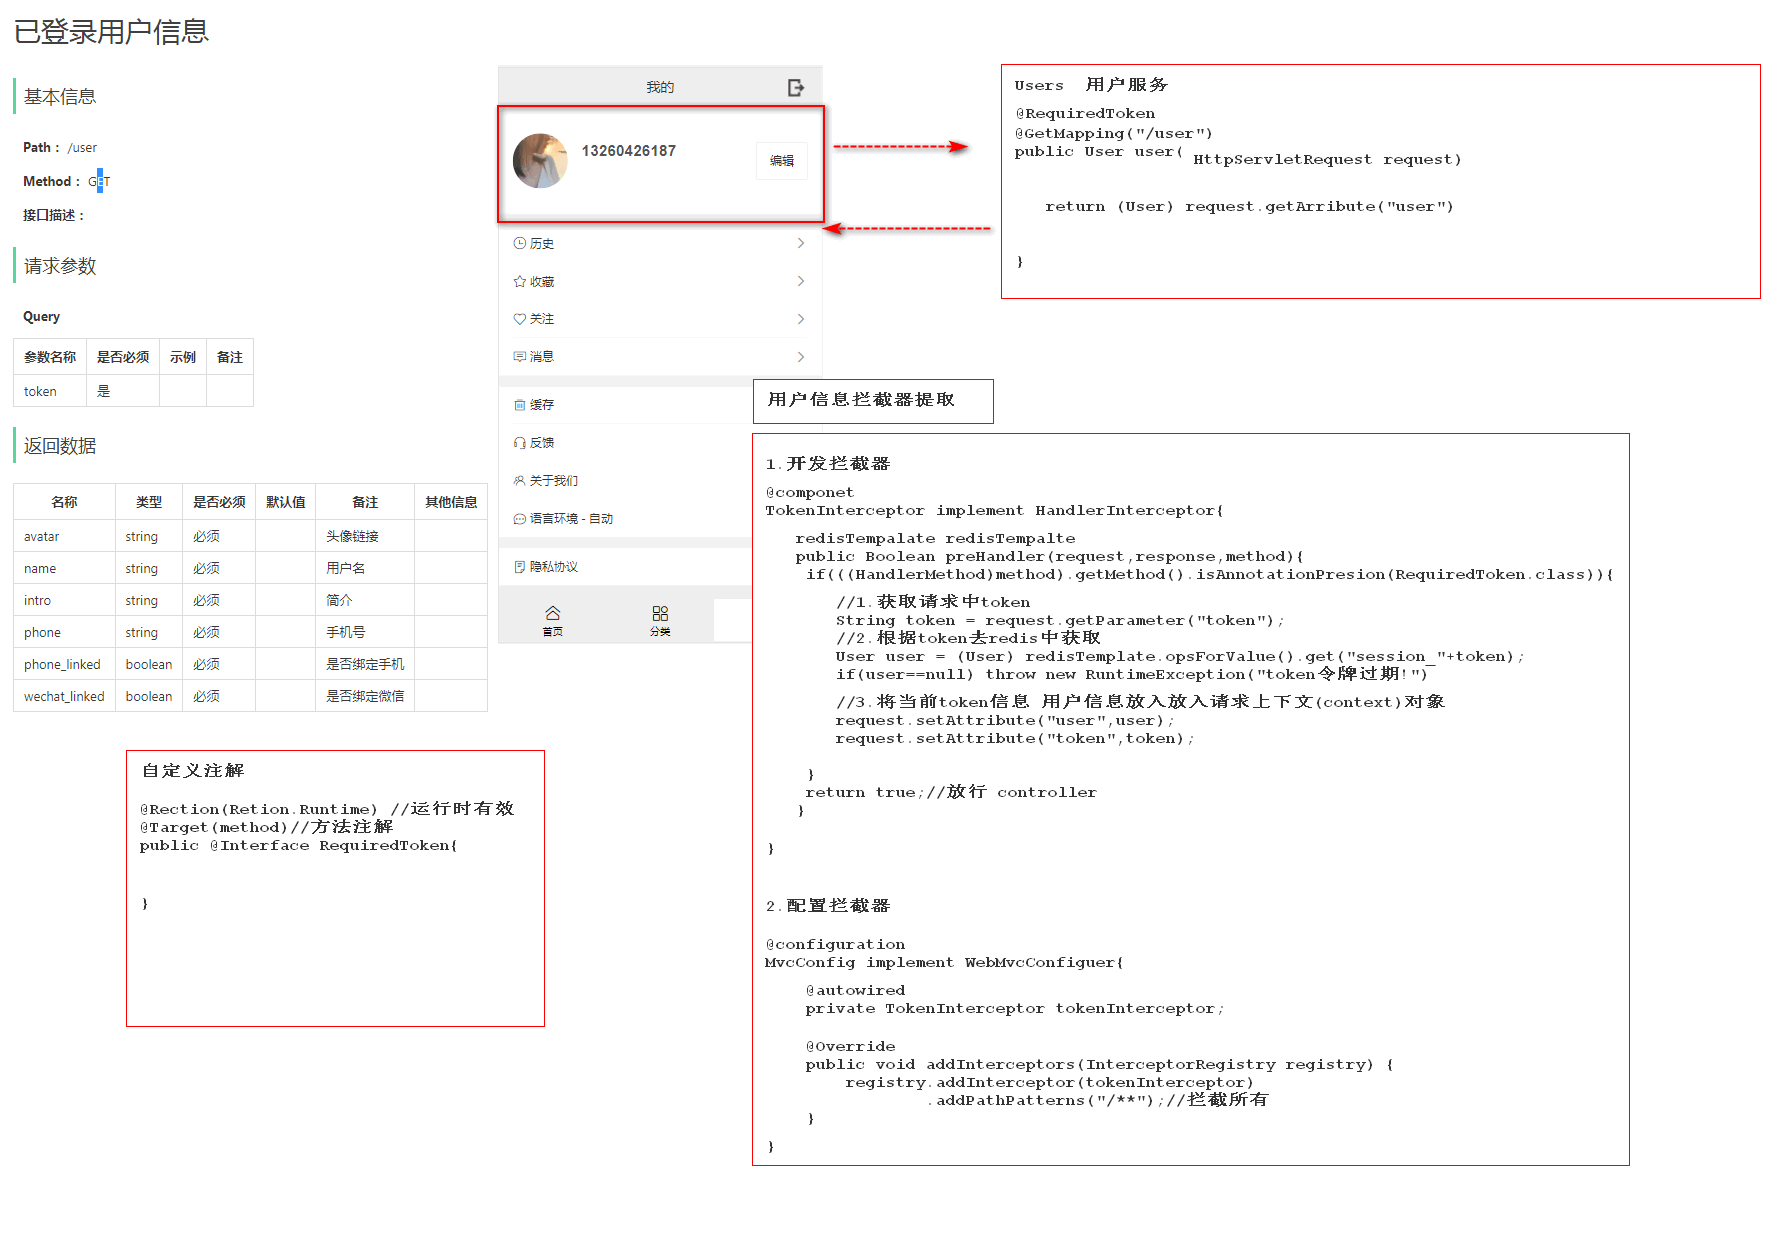 已登录用户信息
基本信息
Path： /user
Method： GET
接口描述：
请求参数
Query
参数名称 是否必须 示例 备注
token 是
返回数据
名称 类型 是否必须 默认值 备注 其他信息
avatar string 必须 头像链接
name string 必须 用户名
intro string 必须 简介
phone string 必须 手机号
phone_linked boolean 必须 是否绑定手机
wechat_linked boolean 必须 是否绑定微信
我的
13260426187
编辑
历史
收藏
关注
消息
缓存
反馈
关于我们
语言环境 - 自动
隐私协议
首页
分类
Users 用户服务
@RequiredToken
@GetMapping("/user")
public User user( HttpServletRequest request)
return (User) request.getArribute("user")
}
用户信息拦截器提取
1.开发拦截器
@componet
TokenInterceptor implement HandlerInterceptor{
redisTempalate redisTempalte
public Boolean preHandler(request,response,method){
if(((HandlerMethod)method).getMethod().isAnnotationPresion(RequiredToken.class)){
//1.获取请求中token
String token = request.getParameter("token");
//2.根据token去redis中获取
User user = (User) redisTemplate.opsForValue().get("session_"+token);
if(user==null) throw new RuntimeException("token令牌过期!")
//3.将当前token信息 用户信息放入放入请求上下文(context)对象
request.setAttribute("user",user);
request.setAttribute("token",token);
}
return true;//放行 controller
}
}
2.配置拦截器
@configuration
MvcConfig implement WebMvcConfiguer{
@autowired
private TokenInterceptor tokenInterceptor;
@Override
public void addInterceptors(InterceptorRegistry registry) {
registry.addInterceptor(tokenInterceptor)
.addPathPatterns("/**");//拦截所有
}
}
自定义注解
@Rection(Retion.Runtime) //运行时有效
@Target(method)//方法注解
public @Interface RequiredToken{
}